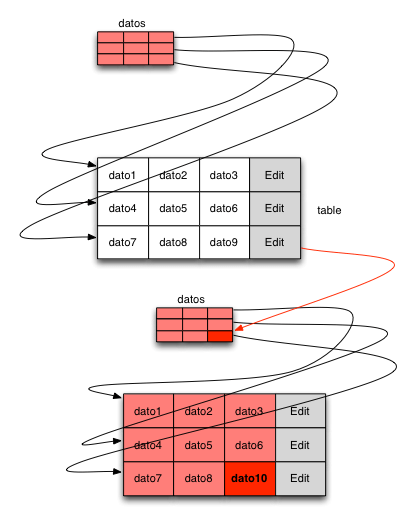 datos
dato1 dato2 dato3 Edit
dato4 dato5 dato6 Edit
table
dato7 dato8 dato9 Edit
datos
dato1 dato2 dato3 Edit
dato4 dato5 dato6 Edit
dato7 dato8 dato10 Edit